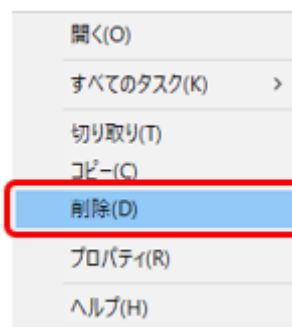 開く(O)
すべてのタスク(K)
切り取り(T)
コピー(C)
削除(D)
プロパティ(R)
ヘルプ(H)